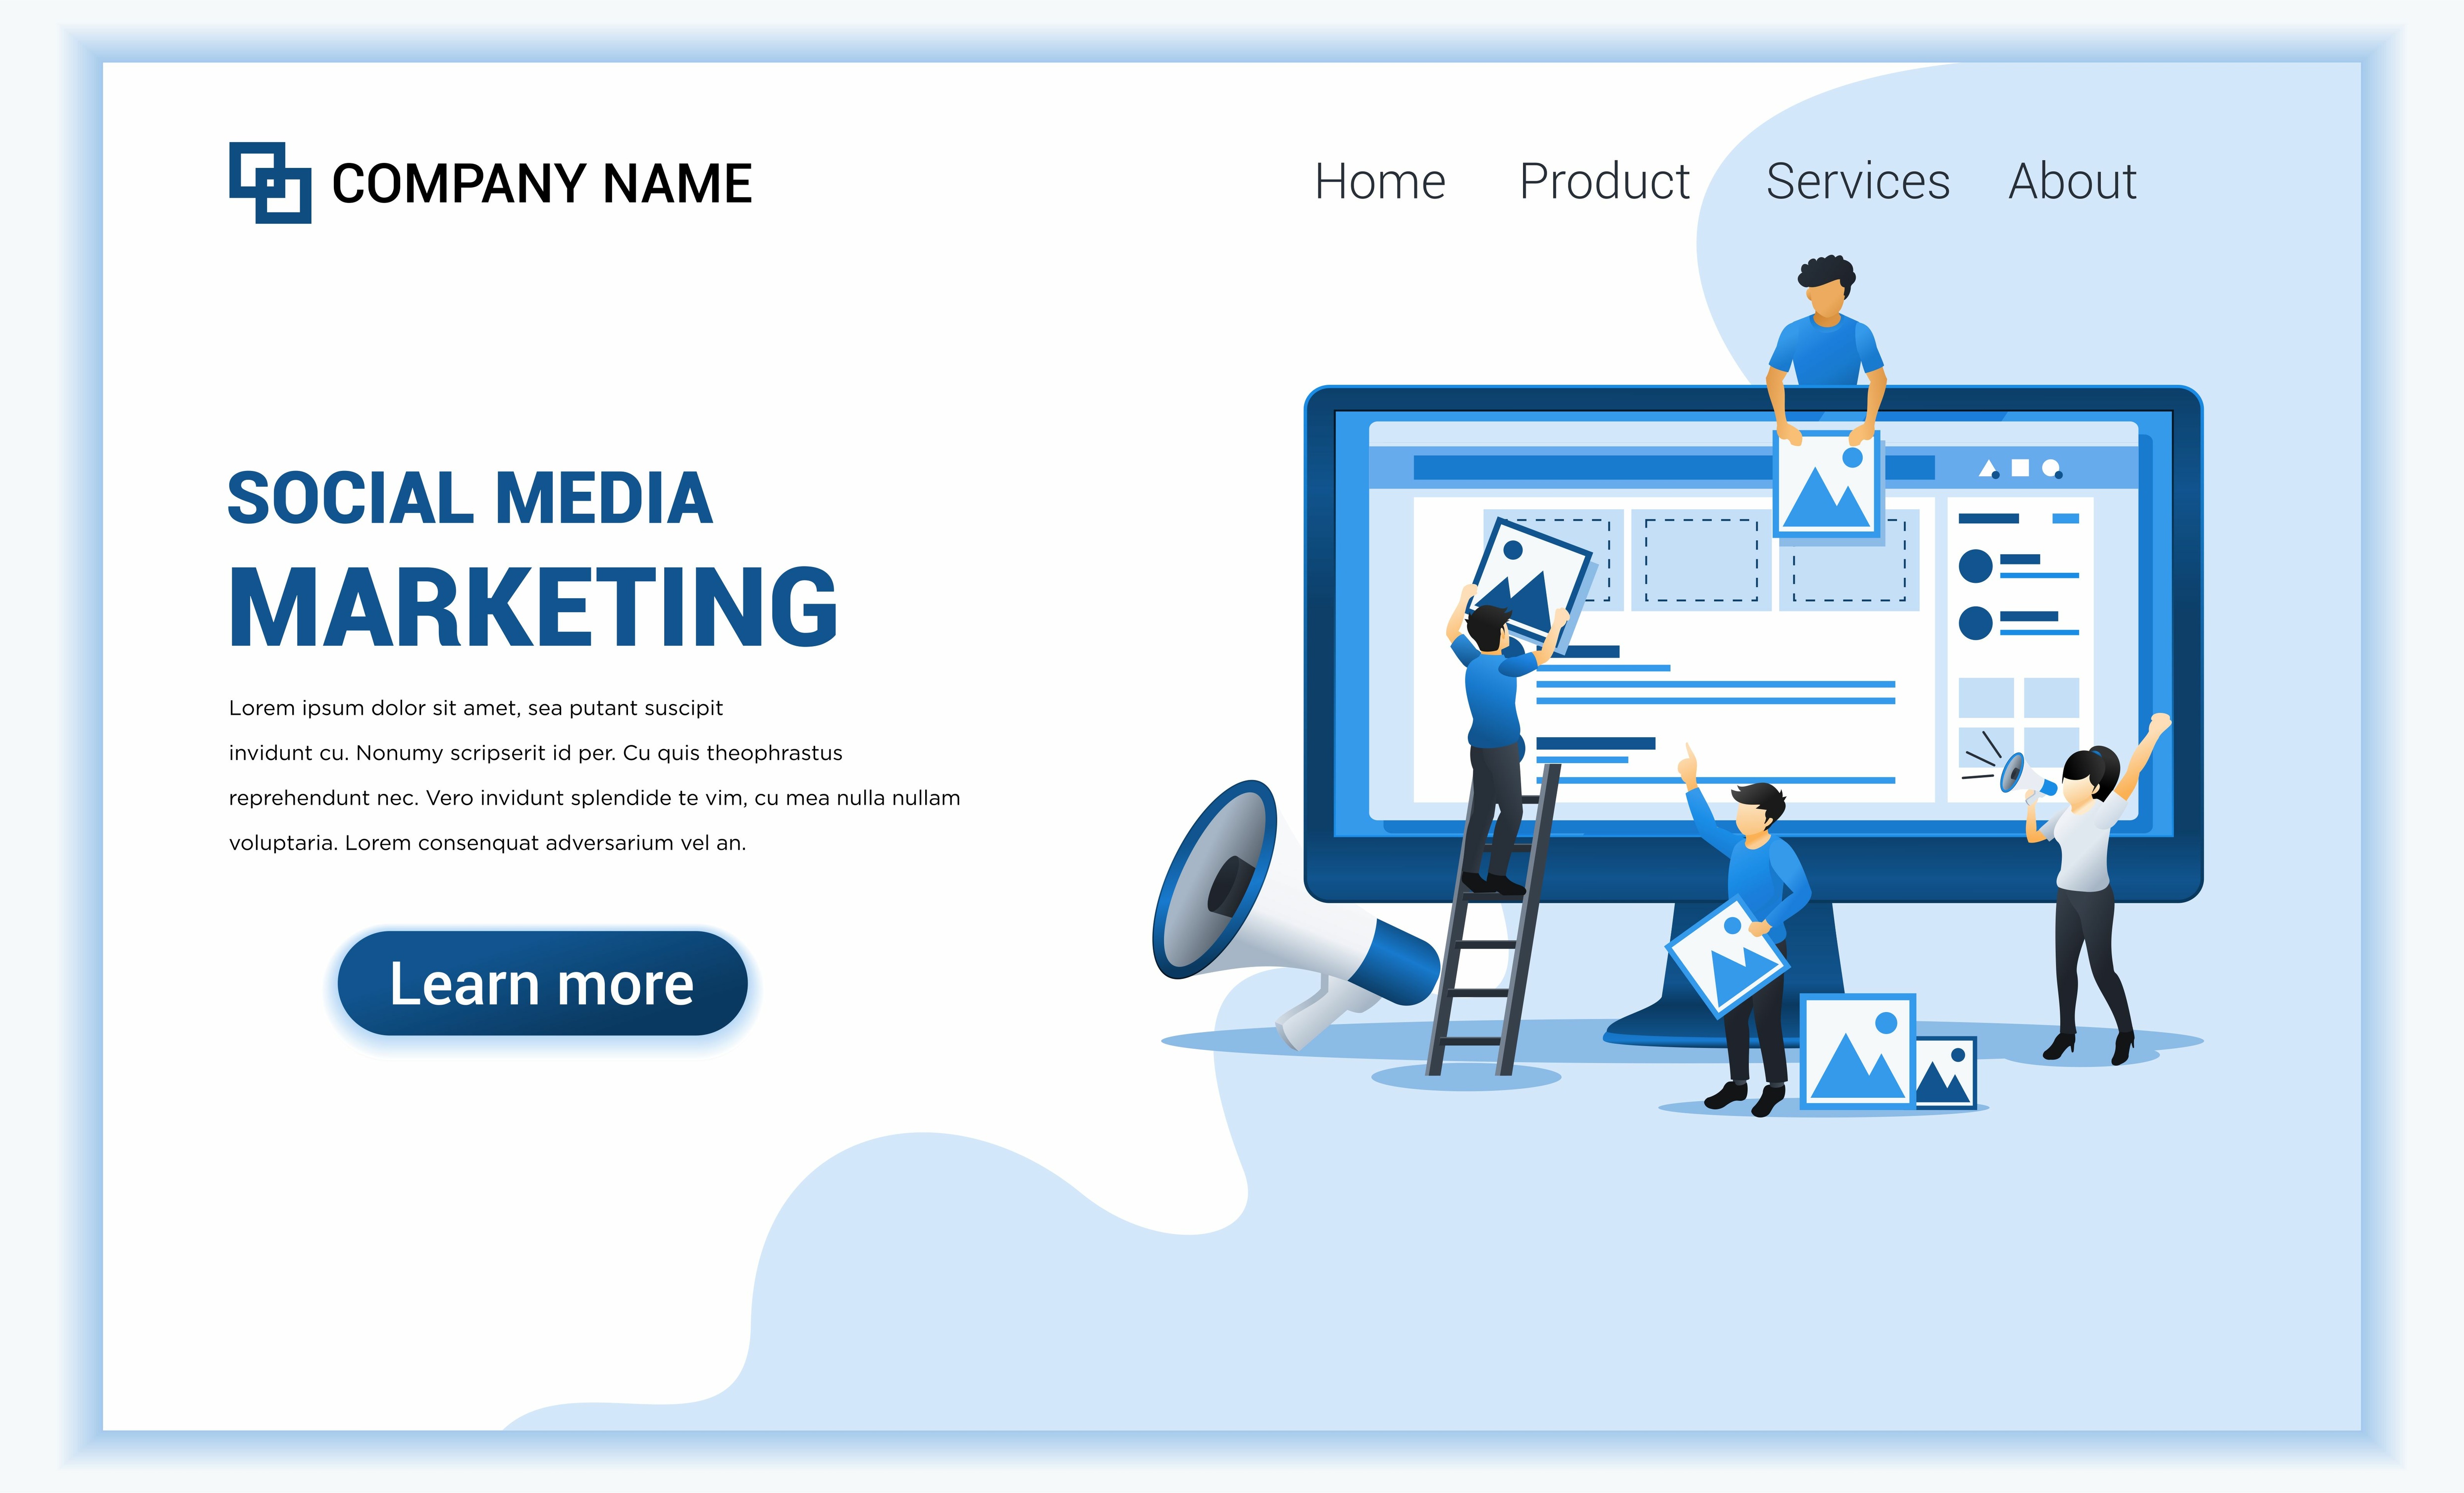 COMPANY NAME
Home Product Services About
SOCIAL MEDIA
MARKETING
Lorem ipsum dolor sit amet, sea putant suscipit
invidunt cu. Nonumy scripserit id per. Cu quis theophrastus
reprehendunt nec. Vero invidunt splendide te vim, cu mea nulla nullam
voluptaria. Lorem consenquat adversarium vel an.
Learn more